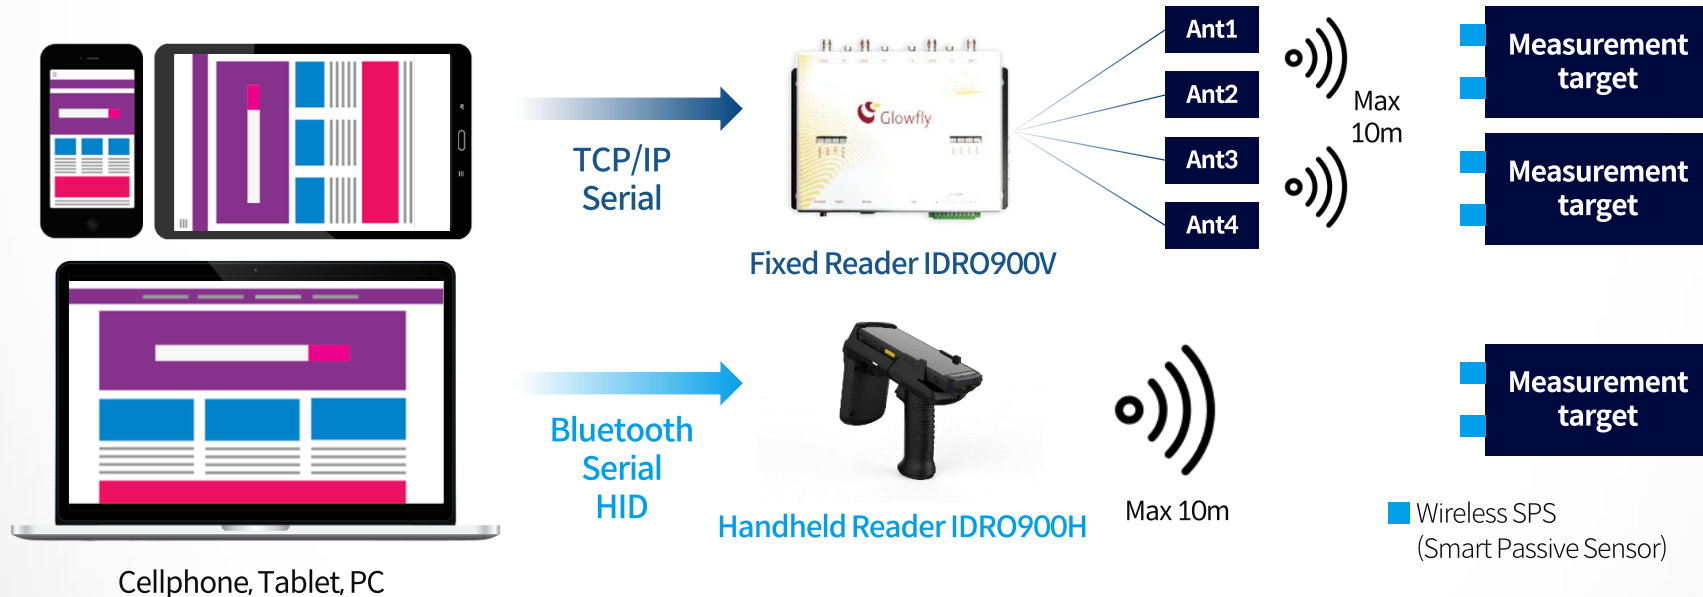 Cellphone, Tablet, PC
TCP/IP
Serial
Bluetooth
Serial
HID
Glowfly
Fixed Reader IDRO900V
Handheld Reader IDRO900H
Ant1
Ant2
Ant3
Ant4
Max
10m
Max 10m
Measurement
target
Measurement
target
Measurement
target
Wireless SPS
(Smart Passive Sensor)